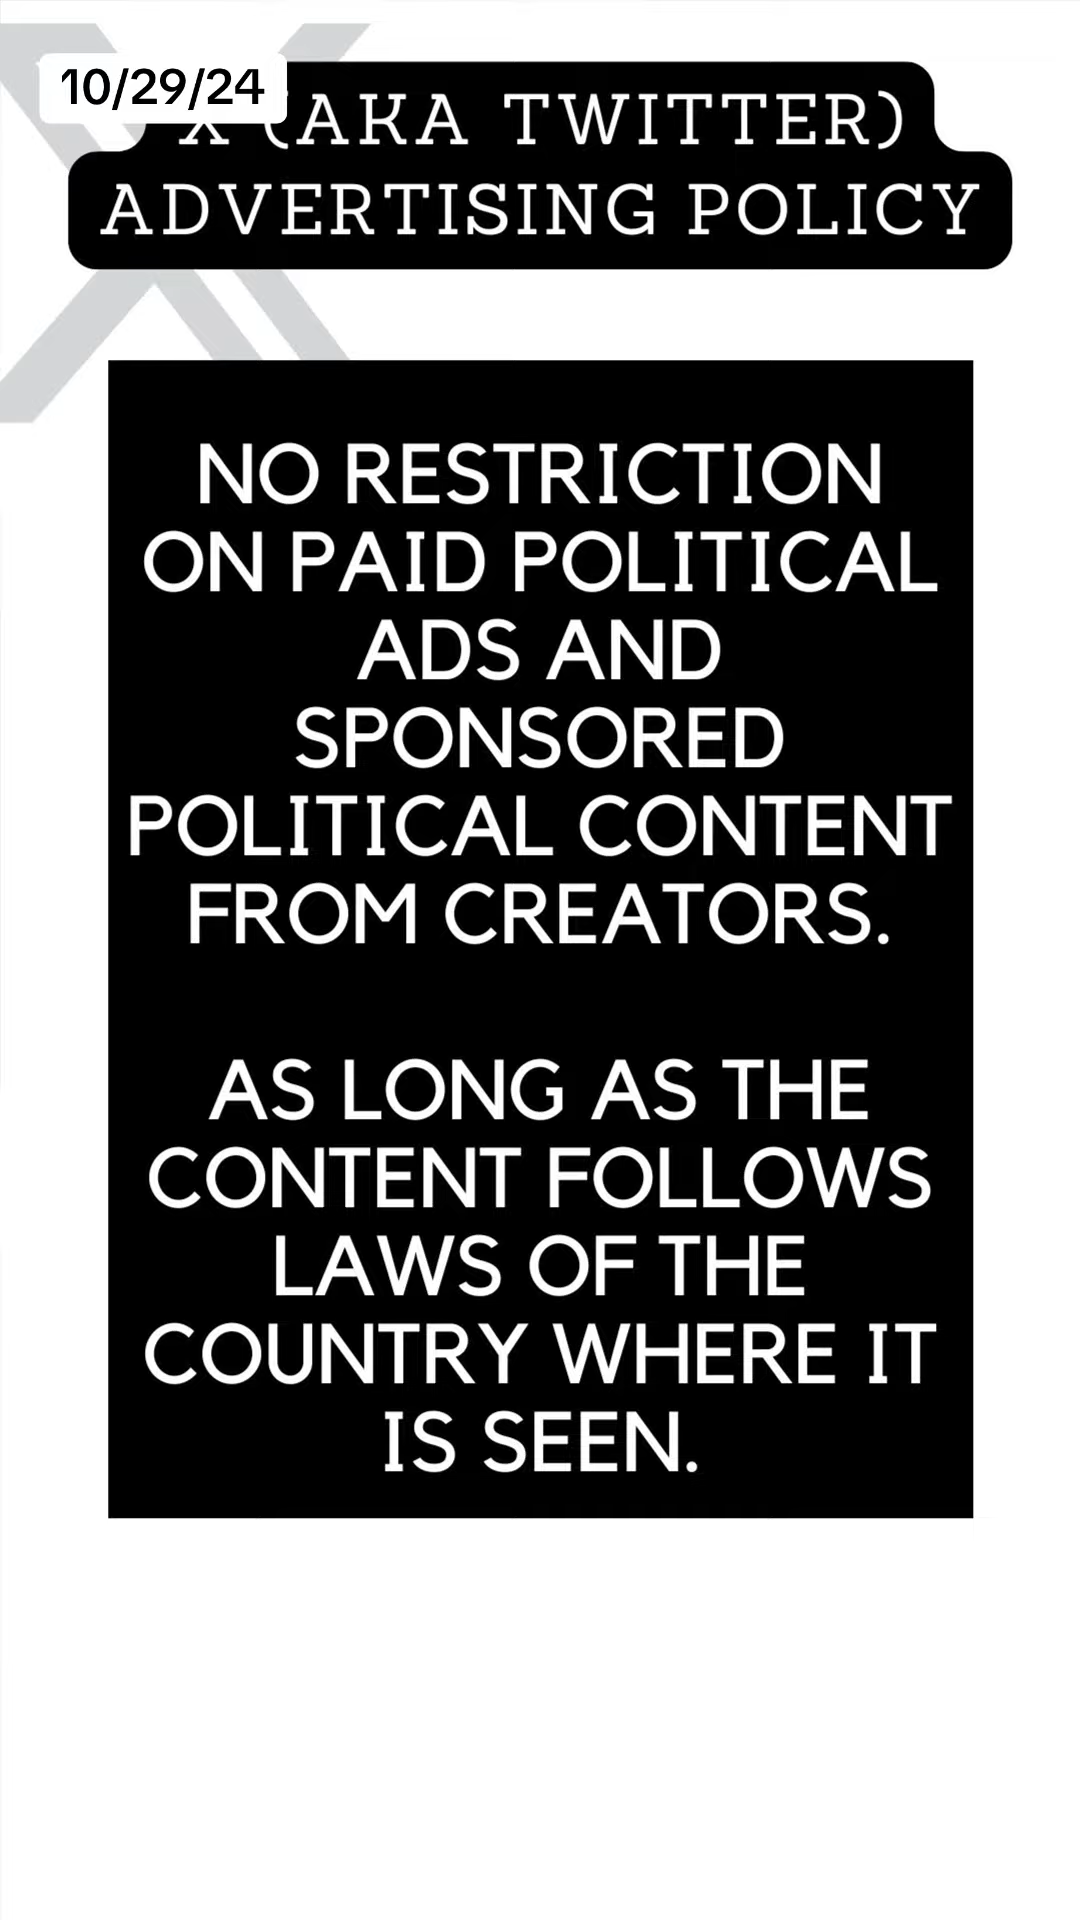 10/29/24
X (AKA TWITTER)
ADVERTISING POLICY
NO RESTRICTION
ON PAID POLITICAL
ADS AND
SPONSORED
POLITICAL CONTENT
FROM CREATORS.
AS LONG AS THE
CONTENT FOLLOWS
LAWS OF THE
COUNTRY WHERE IT
IS SEEN.